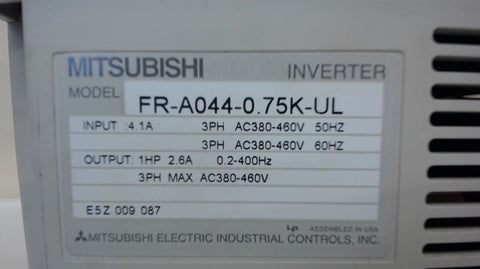 MITSUBISHI INVERTER
MODEL FR-A044-0.75K-UL
INPUT :4.1A 3PH AC380-460V 50HZ
3PH AC380-460V 60HZ
OUTPUT: 1HP 2.6A 0.2-400Hz
3PH MAX AC380-460V
E5Z 009 087
LP ASSEMBLED IN USA
MITSUBISHI ELECTRIC INDUSTRIAL CONTROLS, INC.